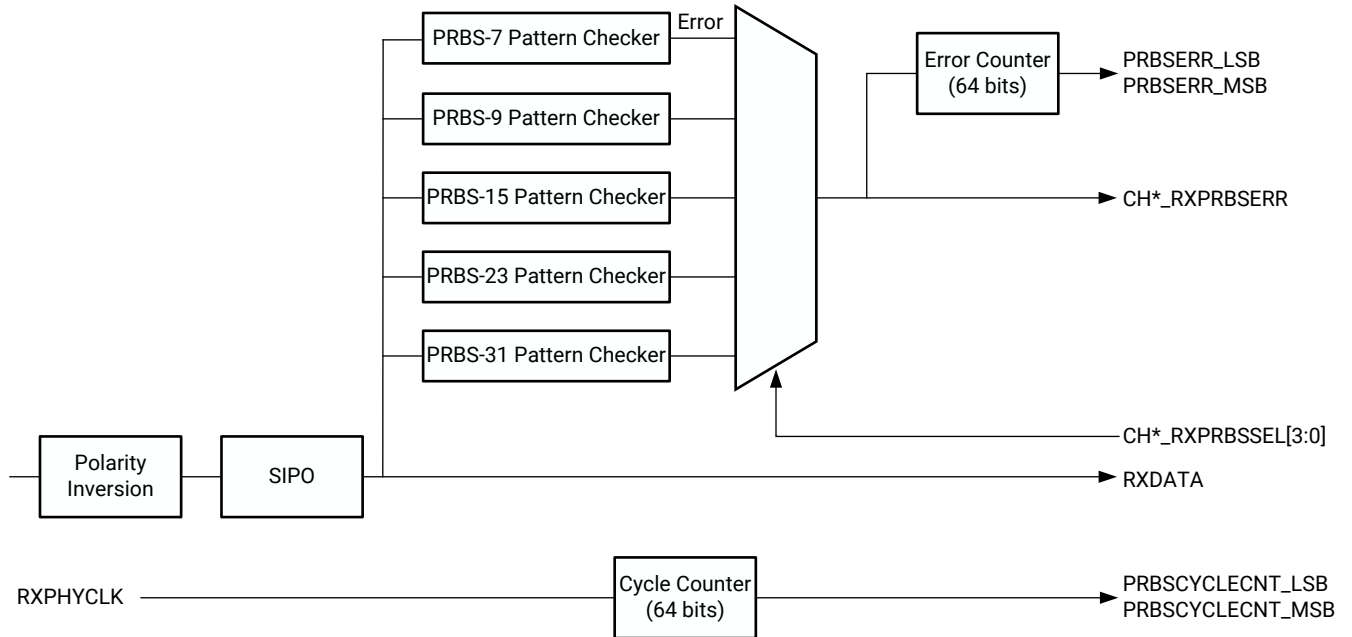 PRBS-7 Pattern Checker
Error
Error Counter
(64 bits)
PRBSERR_LSB
PRBSERR_MSB
PRBS-9 Pattern Checker
PRBS-15 Pattern Checker
CH*_RXPRBSERR
PRBS-23 Pattern Checker
PRBS-31 Pattern Checker
CH*_RXPRBSSEL[3:0]
Polarity
Inversion
SIPO
RXDATA
RXPHYCLK
Cycle Counter
(64 bits)
PRBSCYCLECNT_LSB
PRBSCYCLECNT_MSB